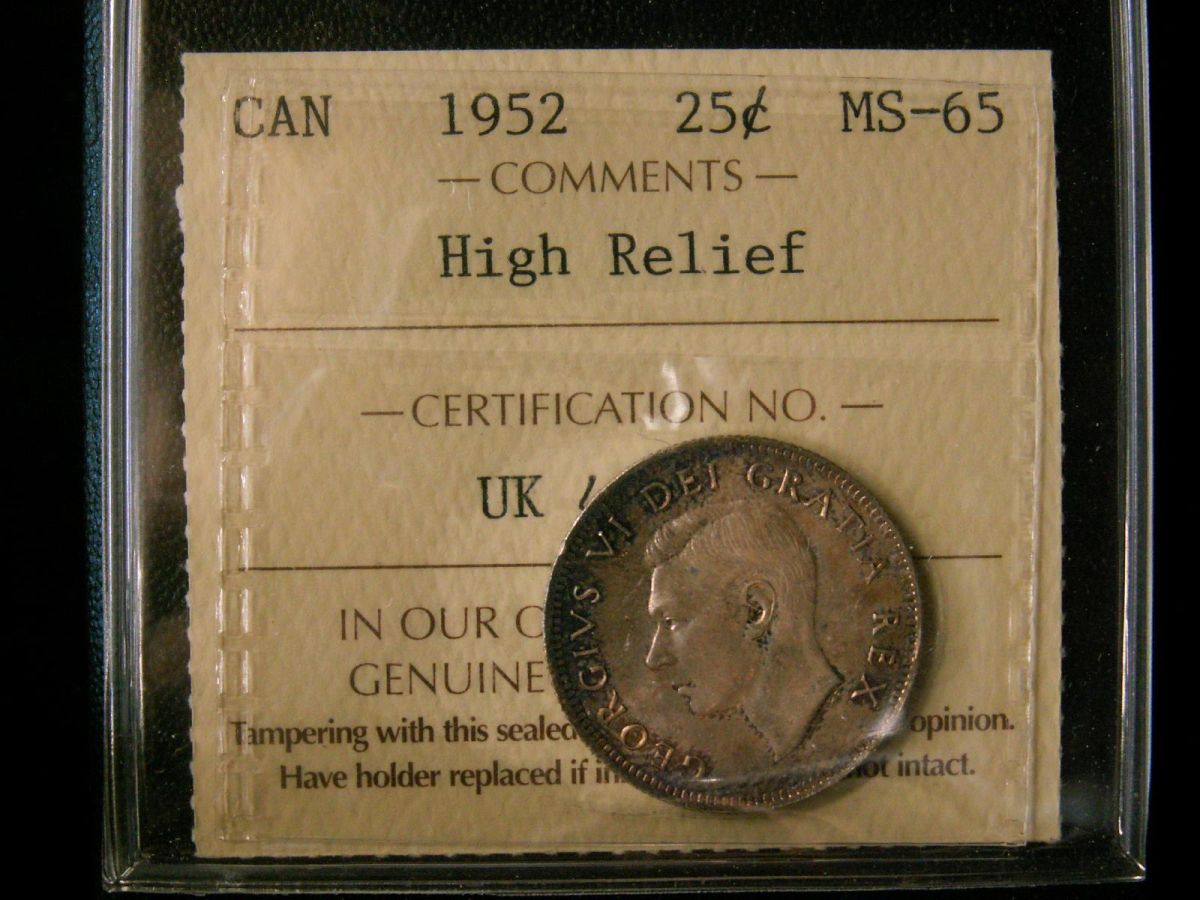 CAN 1952 25¢ MS-65
— COMMENTS —
High Relief
— CERTIFICATION NO. —
UK
IN OUR
GENUINE
Tampering with this sealed opinion.
Have holder replaced if not intact.
GEORGIVS VI DEI GRATIA REX